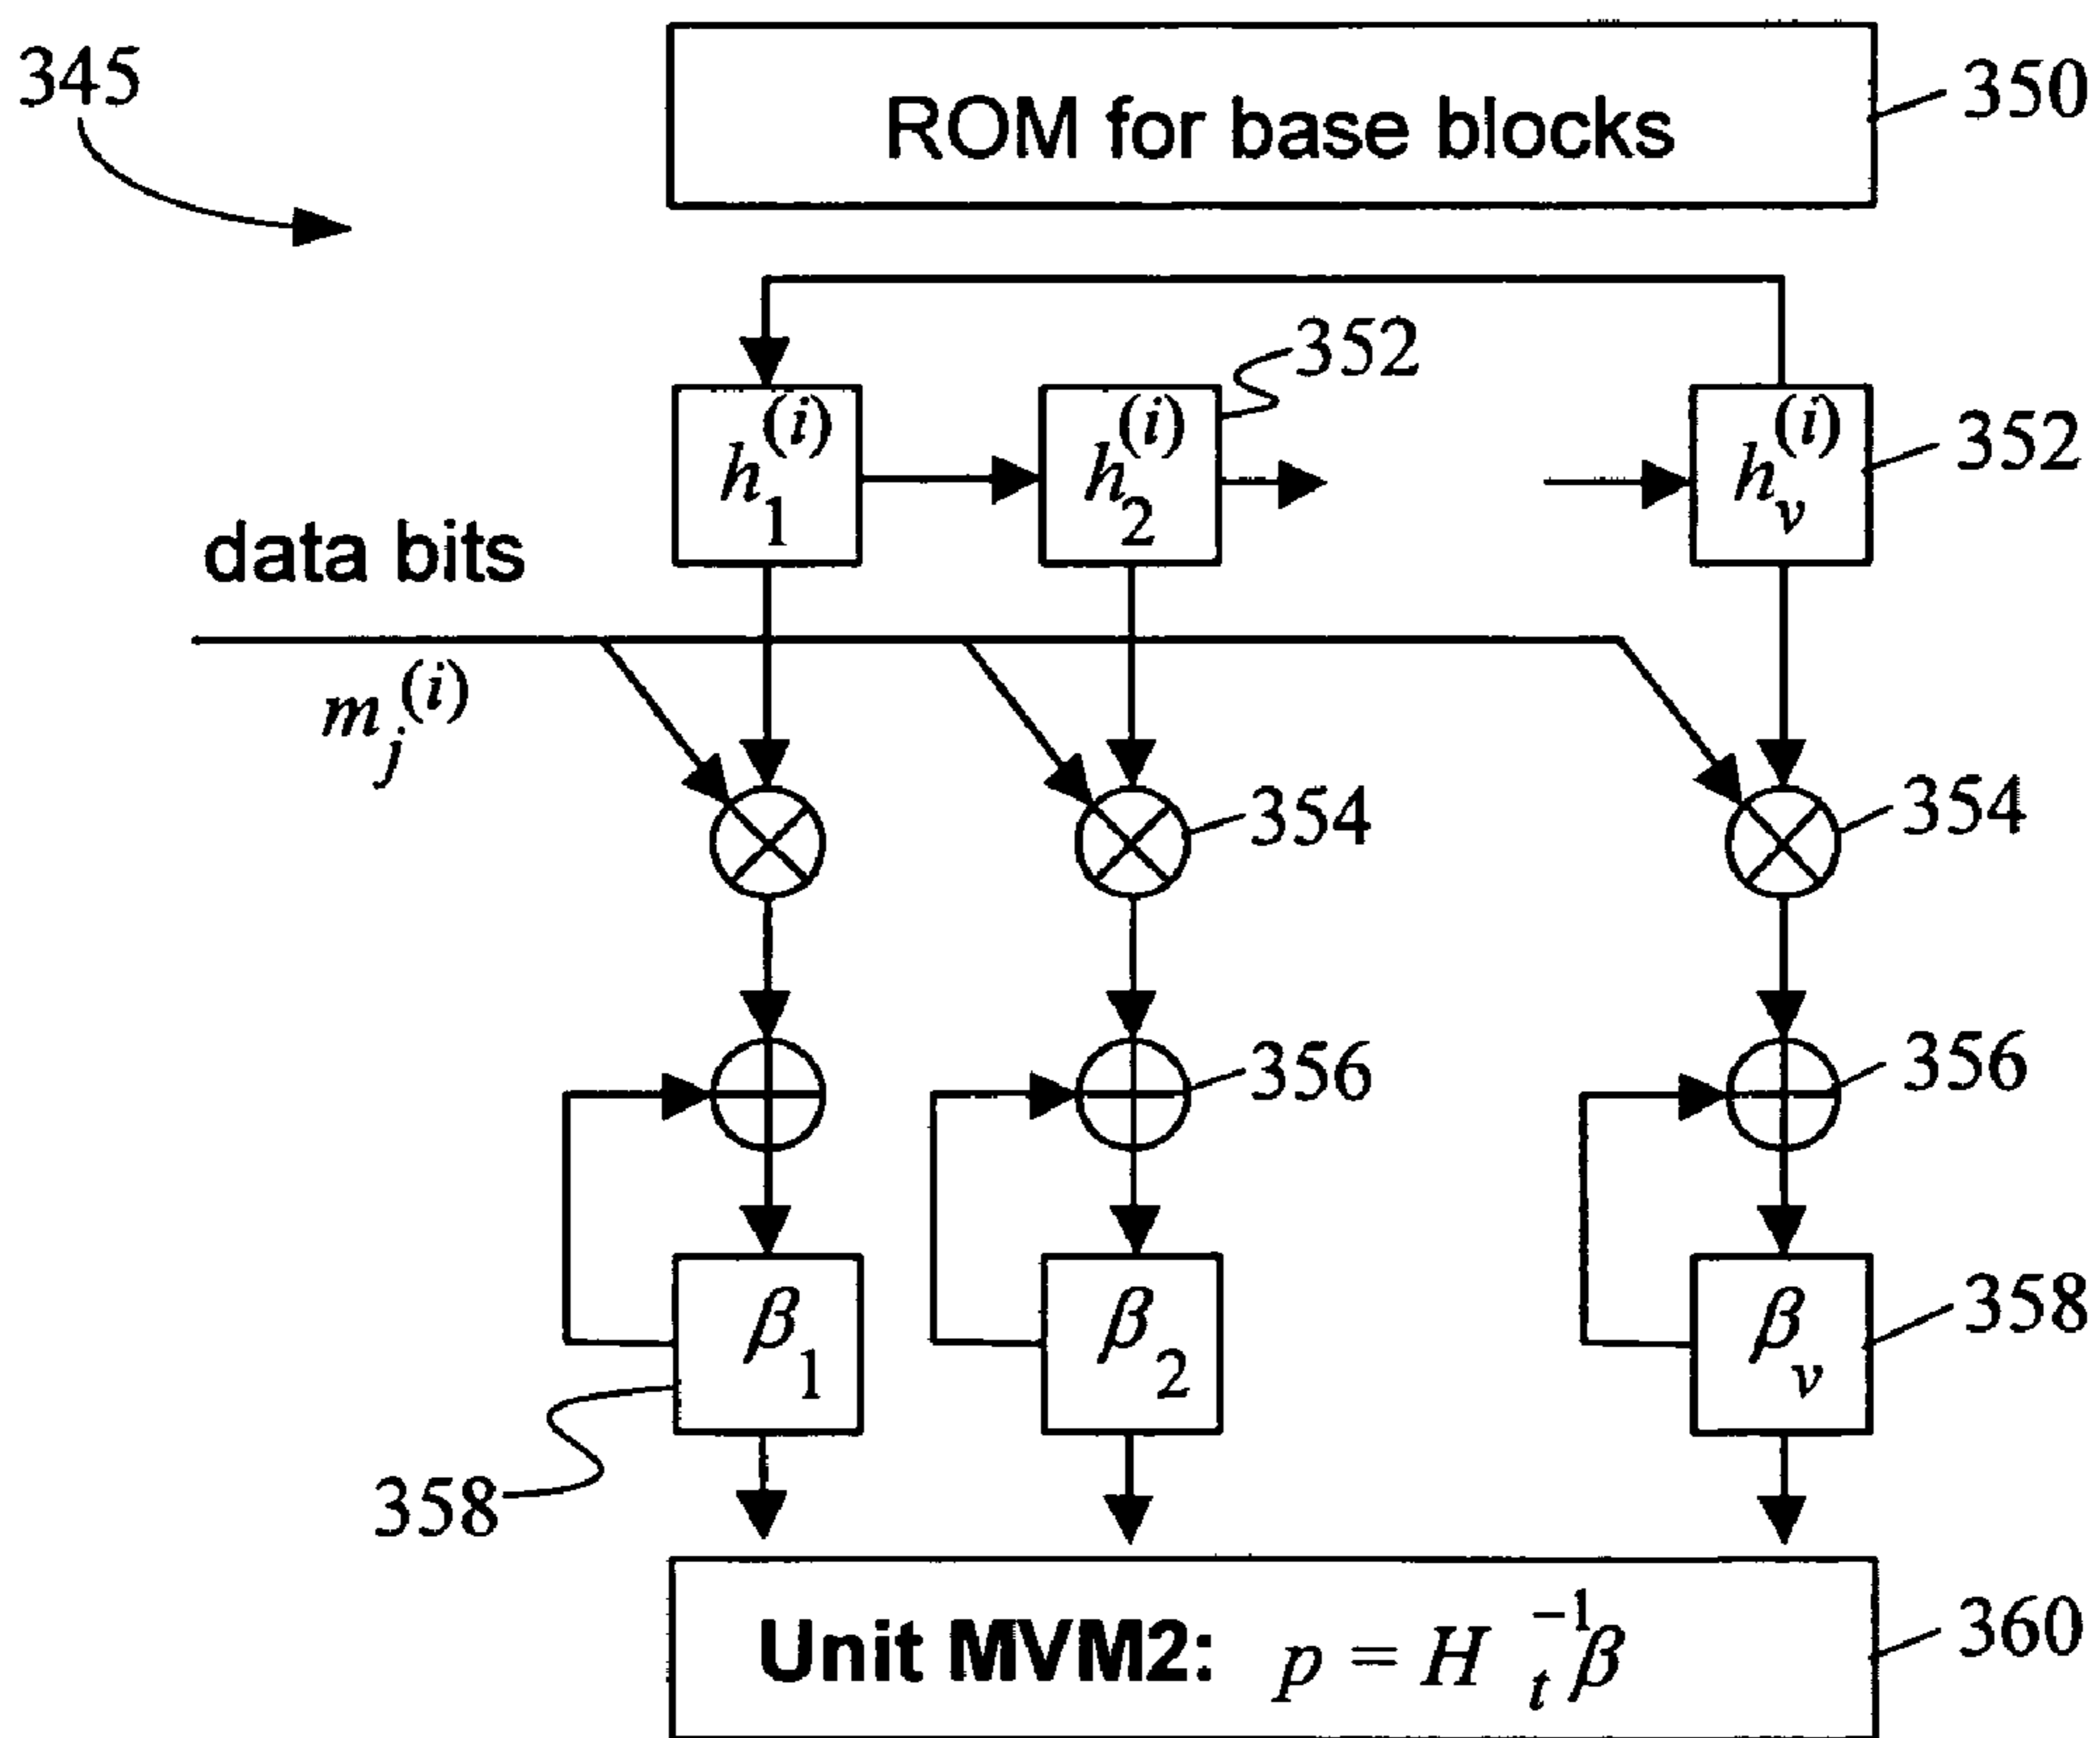 345
ROM for base blocks
350
352
h₁⁽ⁱ⁾
h₂⁽ⁱ⁾
hᵥ⁽ⁱ⁾
352
data bits
mⱼ⁽ⁱ⁾
354
354
356
356
β₁
β₂
βᵥ
358
358
Unit MVM2: p = Hₜ⁻¹β
360